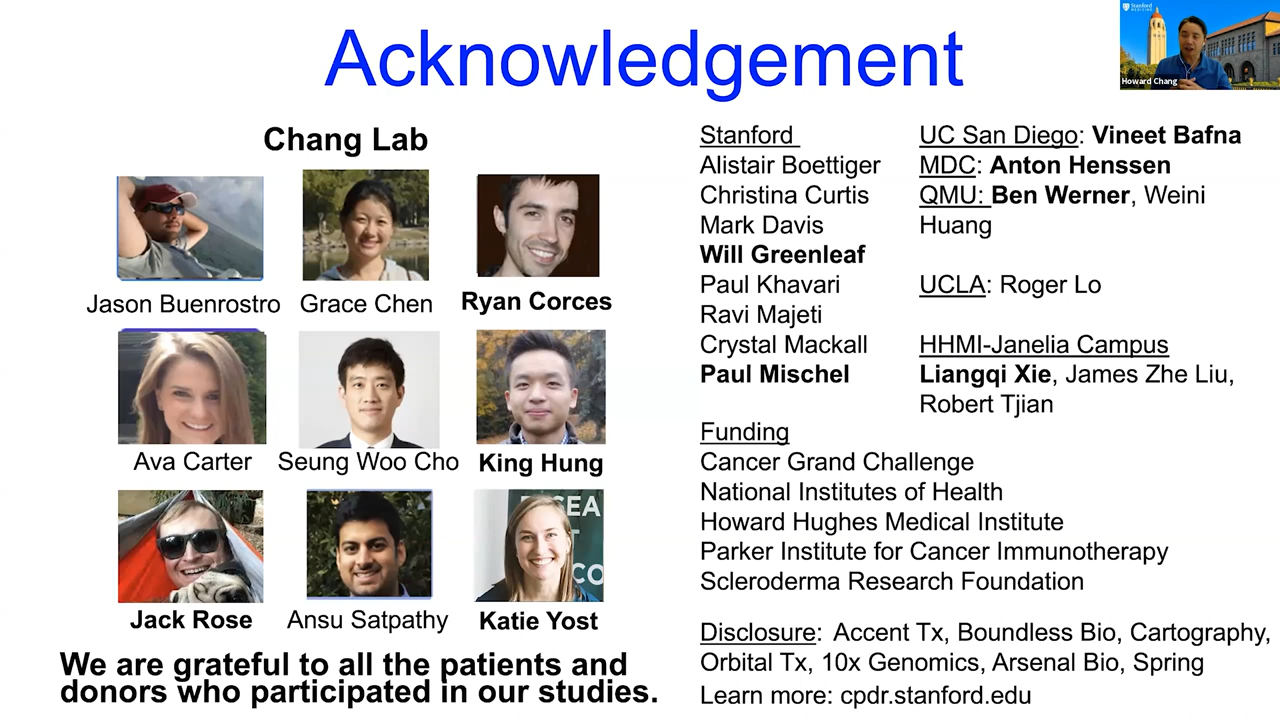 Acknowledgement
Stanford
MEDICINE
Howard Chang
Chang Lab
Jason Buenrostro
Grace Chen
Ryan Corces
Ava Carter
Seung Woo Cho
King Hung
Jack Rose
Ansu Satpathy
Katie Yost
We are grateful to all the patients and
donors who participated in our studies.
Stanford
Alistair Boettiger
Christina Curtis
Mark Davis
Will Greenleaf
Paul Khavari
Ravi Majeti
Crystal Mackall
Paul Mischel
UC San Diego: Vineet Bafna
MDC: Anton Henssen
QMU: Ben Werner, Weini
Huang
UCLA: Roger Lo
HHMI-Janelia Campus
Liangqi Xie, James Zhe Liu,
Robert Tjian
Funding
Cancer Grand Challenge
National Institutes of Health
Howard Hughes Medical Institute
Parker Institute for Cancer Immunotherapy
Scleroderma Research Foundation
Disclosure: Accent Tx, Boundless Bio, Cartography,
Orbital Tx, 10x Genomics, Arsenal Bio, Spring
Learn more: cpdr.stanford.edu